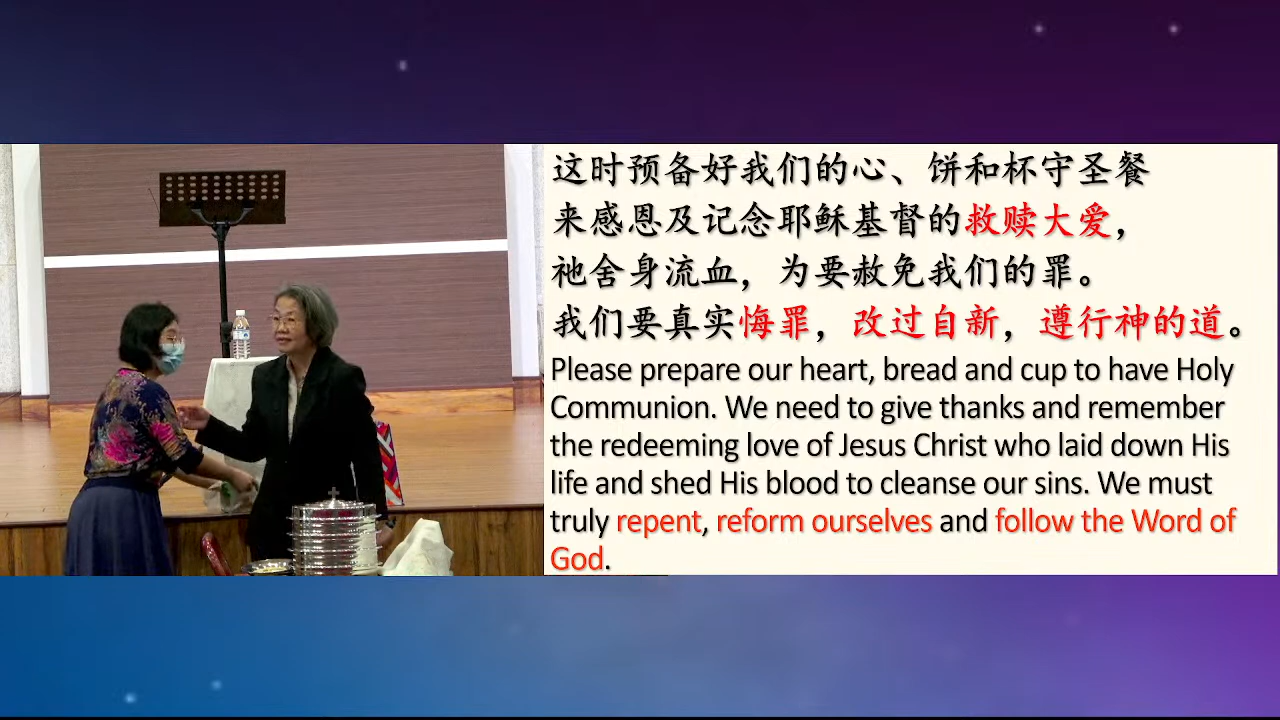 这时预备好我们的心、饼和杯守圣餐
来感恩及记念耶稣基督的救赎大爱，
祂舍身流血，为要赦免我们的罪。
我们要真实悔罪，改过自新，遵行神的道。
Please prepare our heart, bread and cup to have Holy
Communion. We need to give thanks and remember
the redeeming love of Jesus Christ who laid down His
life and shed His blood to cleanse our sins. We must
truly repent, reform ourselves and follow the Word of
God.